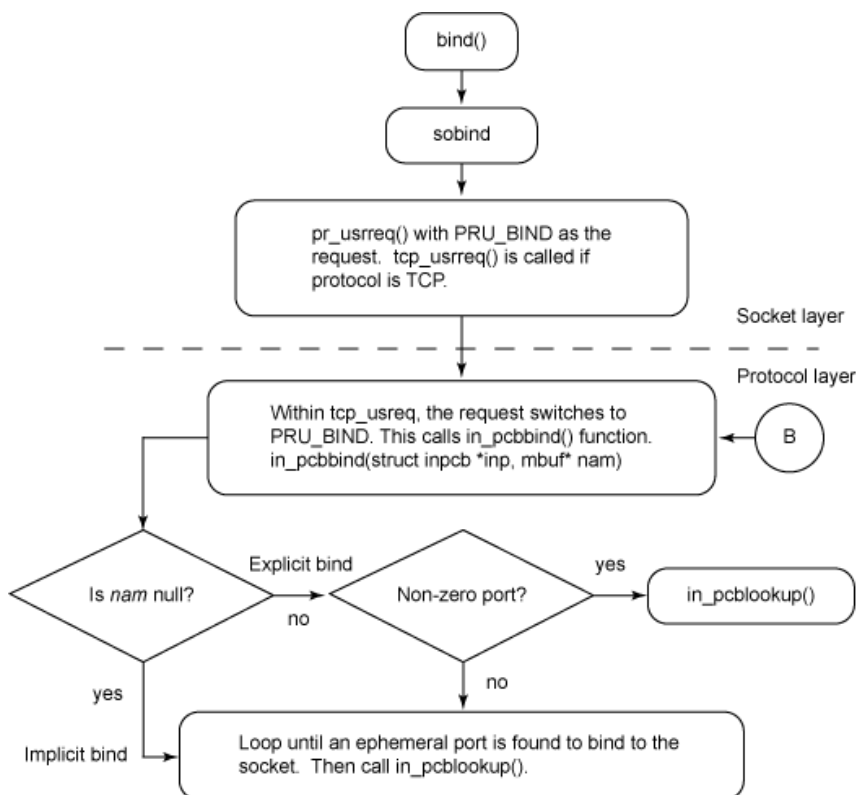 bind()
sobind
pr_usrreq() with PRU_BIND as the
request. tcp_usrreq() is called if
protocol is TCP.
Socket layer
Protocol layer
Within tcp_usreq, the request switches to
PRU_BIND. This calls in_pcbbind() function.
in_pcbbind(struct inpcb *inp, mbuf* nam)
B
Is nam null?
Explicit bind
no
Non-zero port?
yes
in_pcblookup()
yes
no
Implicit bind
Loop until an ephemeral port is found to bind to the
socket. Then call in_pcblookup().